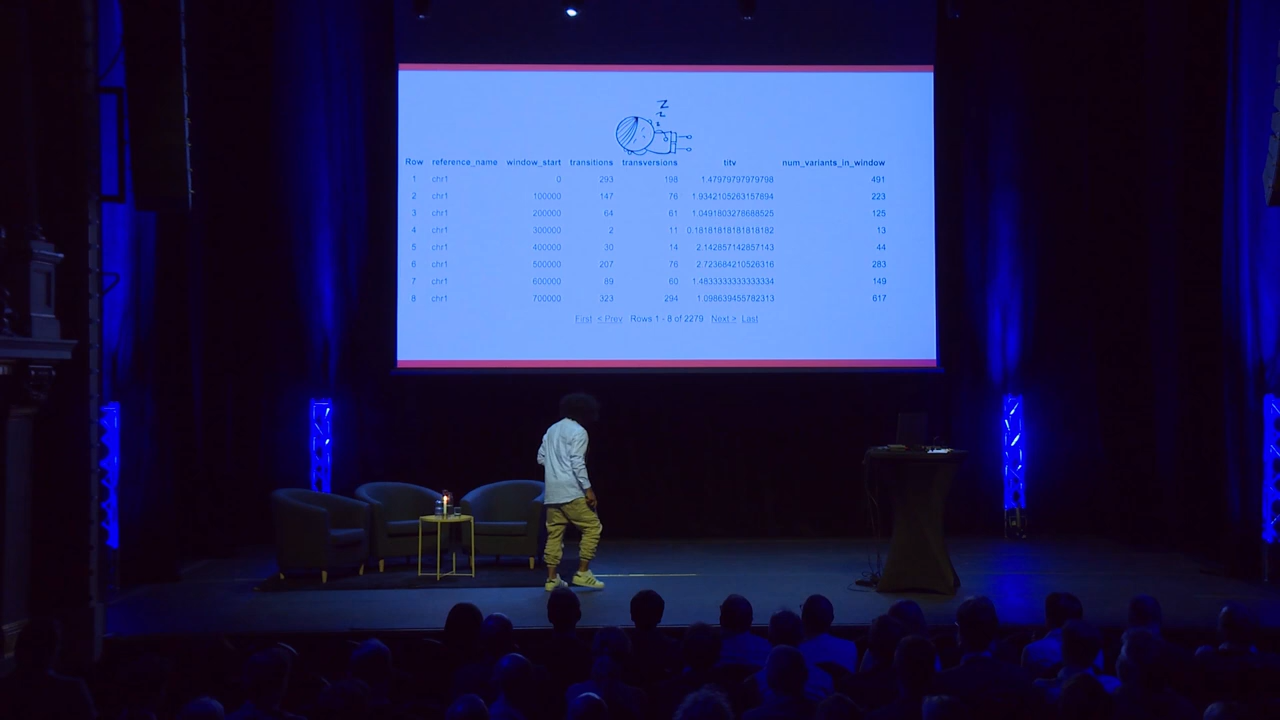 Z
z
z
Row reference_name window_start transitions transversions titv num_variants_in_window
1 chr1 0 293 198 1.47979797979798 491
2 chr1 100000 147 76 1.9342105263157894 223
3 chr1 200000 64 61 1.0491803278688525 125
4 chr1 300000 2 11 0.18181818181818182 13
5 chr1 400000 30 14 2.142857142857143 44
6 chr1 500000 207 76 2.723684210526316 283
7 chr1 600000 89 60 1.4833333333333334 149
8 chr1 700000 323 294 1.098639455782313 617
First < Prev Rows 1 - 8 of 2279 Next > Last